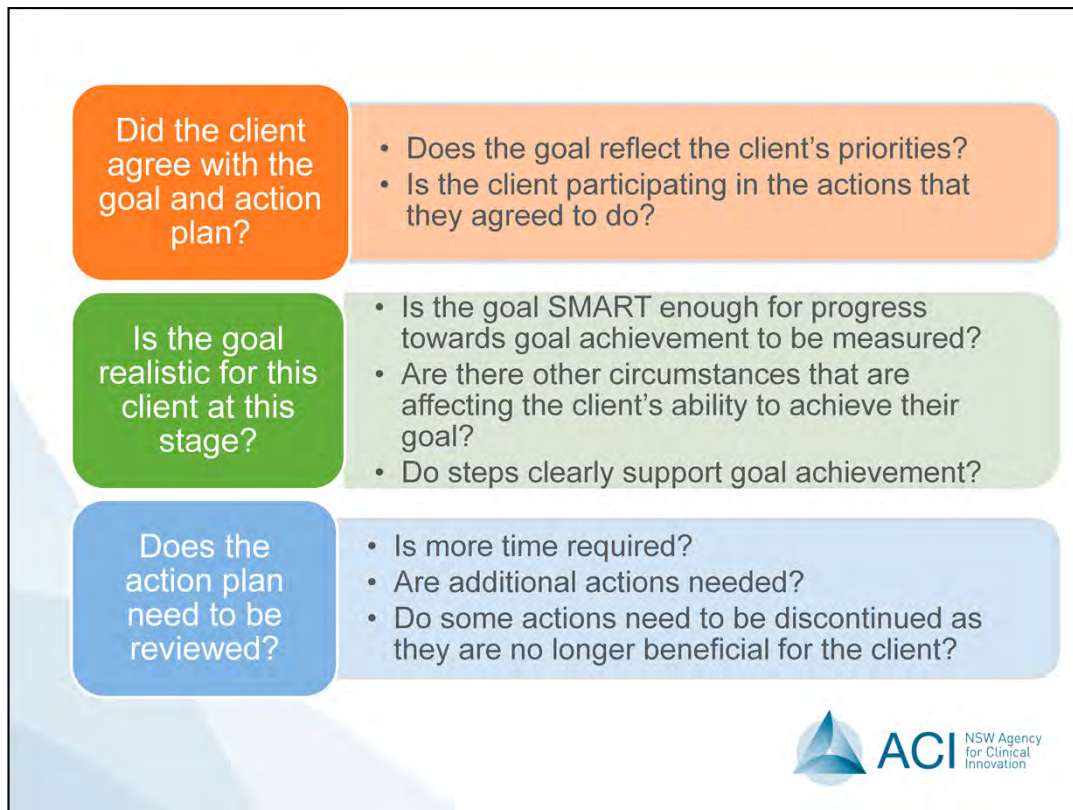 Did the client
agree with the
goal and action
plan?
• Does the goal reflect the client’s priorities?
• Is the client participating in the actions that
they agreed to do?
Is the goal
realistic for this
client at this
stage?
• Is the goal SMART enough for progress
towards goal achievement to be measured?
• Are there other circumstances that are
affecting the client’s ability to achieve their
goal?
• Do steps clearly support goal achievement?
Does the
action plan
need to be
reviewed?
• Is more time required?
• Are additional actions needed?
• Do some actions need to be discontinued as
they are no longer beneficial for the client?
ACI
NSW Agency
for Clinical
Innovation